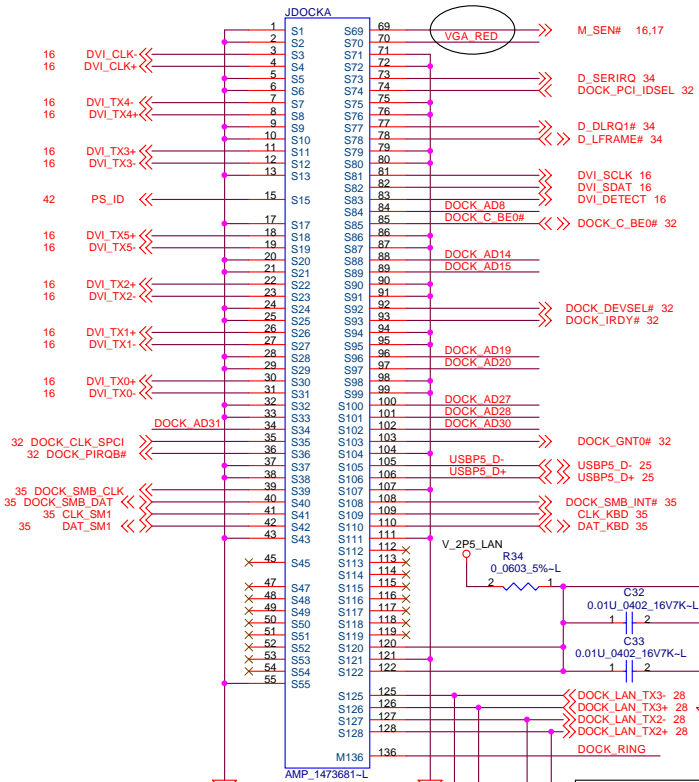 JDOCKA
1 S1 S69 69 M_SEN# 16,17
2 S2 S70 70 VGA_RED
16 DVI_CLK- 3 S3 S71 71
16 DVI_CLK+ 4 S4 S72 72
5 S5 S73 73 D_SERIRQ 34
6 S6 S74 74 DOCK_PCI_IDSEL 32
16 DVI_TX4- 7 S7 S75 75
16 DVI_TX4+ 8 S8 S76 76
9 S9 S77 77 D_DLRQ1# 34
10 S10 S78 78 D_LFRAME# 34
16 DVI_TX3+ 11 S11 S79 79
16 DVI_TX3- 12 S12 S80 80
13 S13 S81 81 DVI_SCLK 16
S82 82 DVI_SDAT 16
42 PS_ID 15 S15 S83 83 DVI_DETECT 16
S84 84 DOCK_AD8
17 S17 S85 85 DOCK_C_BE0# DOCK_C_BE0# 32
16 DVI_TX5+ 18 S18 S86 86
16 DVI_TX5- 19 S19 S87 87
20 S20 S88 88 DOCK_AD14
21 S21 S89 89 DOCK_AD15
16 DVI_TX2+ 22 S22 S90 90
16 DVI_TX2- 23 S23 S91 91
24 S24 S92 92 DOCK_DEVSEL# 32
25 S25 S93 93 DOCK_IRDY# 32
16 DVI_TX1+ 26 S26 S94 94
16 DVI_TX1- 27 S27 S95 95
28 S28 S96 96 DOCK_AD19
29 S29 S97 97 DOCK_AD20
16 DVI_TX0+ 30 S30 S98 98
16 DVI_TX0- 31 S31 S99 99
32 S32 S100 100 DOCK_AD27
33 S33 S101 101 DOCK_AD28
DOCK_AD31 34 S34 S102 102 DOCK_AD30
32 DOCK_CLK_SPCI 35 S35 S103 103 DOCK_GNT0# 32
32 DOCK_PIRQB# 36 S36 S104 104
37 S37 S105 105 USBP5_D- USBP5_D- 25
38 S38 S106 106 USBP5_D+ USBP5_D+ 25
35 DOCK_SMB_CLK 39 S39 S107 107
35 DOCK_SMB_DAT 40 S40 S108 108 DOCK_SMB_INT# 35
35 CLK_SM1 41 S41 S109 109 CLK_KBD 35
35 DAT_SM1 42 S42 S110 110 DAT_KBD 35
43 S43 S111 111
S112 112 V_2P5_LAN
45 S45 S113 113 R34
S114 114 0_0603_5%~L
47 S47 S115 115 2 1
48 S48 S116 116 C32
49 S49 S117 117 0.01U_0402_16V7K~L
50 S50 S118 118 1 2
51 S51 S119 119
52 S52 S120 120 C33
53 S53 S121 121 0.01U_0402_16V7K~L
54 S54 S122 122 1 2
55 S55
S125 125 DOCK_LAN_TX3- 28
S126 126 DOCK_LAN_TX3+ 28
S127 127 DOCK_LAN_TX2- 28
S128 128 DOCK_LAN_TX2+ 28
M136 136 DOCK_RING
AMP_1473681~L